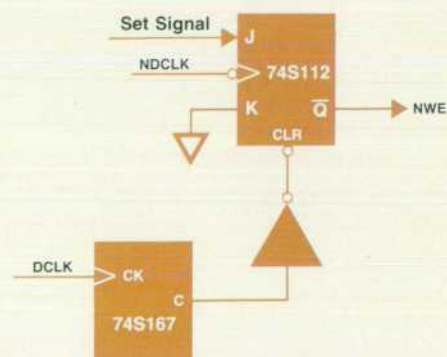 Set Signal
J
NDCLK
74S112
K
Q̅
NWE
CLR
DCLK
CK
C
74S167